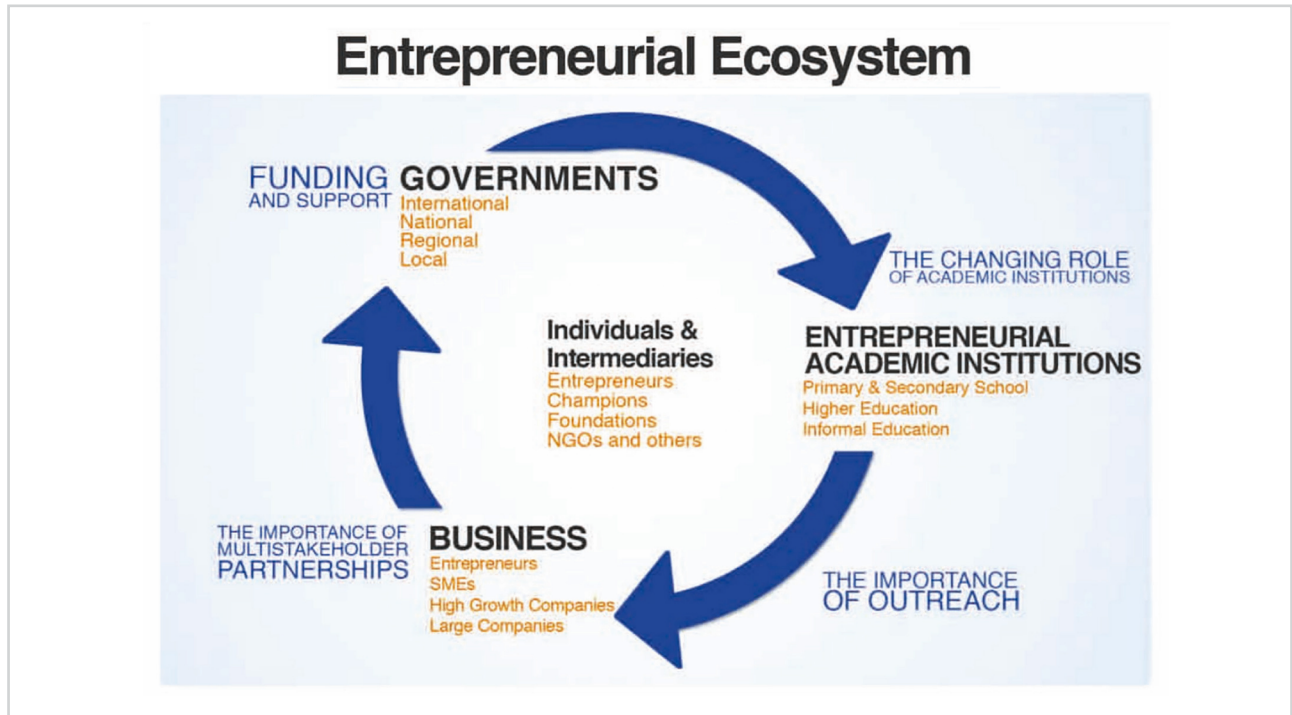 Entrepreneurial Ecosystem
FUNDING
AND SUPPORT
GOVERNMENTS
International
National
Regional
Local
THE CHANGING ROLE
OF ACADEMIC INSTITUTIONS
Individuals &
Intermediaries
Entrepreneurs
Champions
Foundations
NGOs and others
ENTREPRENEURIAL
ACADEMIC INSTITUTIONS
Primary & Secondary School
Higher Education
Informal Education
THE IMPORTANCE OF
MULTISTAKEHOLDER
PARTNERSHIPS
BUSINESS
Entrepreneurs
SMEs
High Growth Companies
Large Companies
THE IMPORTANCE
OF OUTREACH